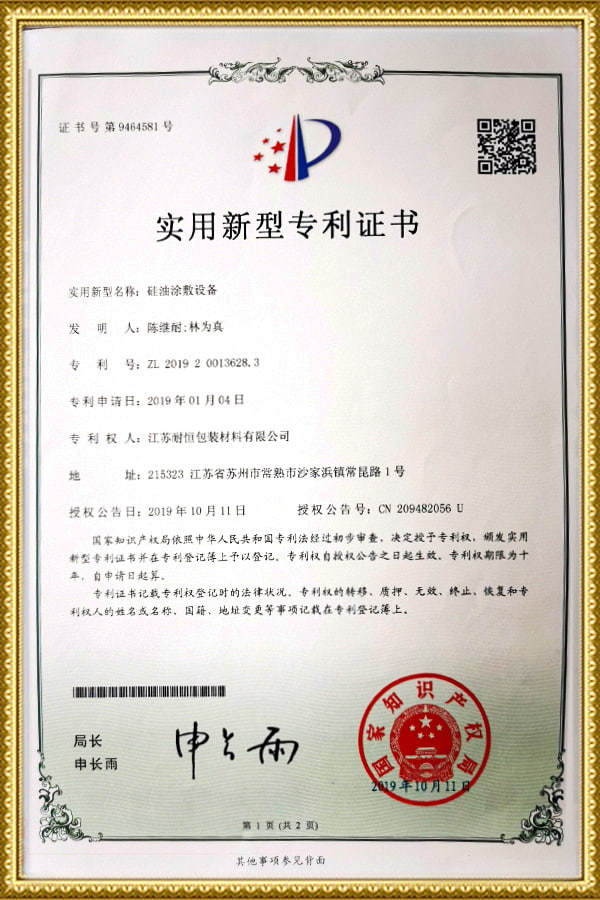 证书号第9464581号
实用新型专利证书
实用新型名称：硅油涂敷设备
发明人：陈继耐;林为真
专利号：ZL 2019 2 0013628.3
专利申请日：2019年01月04日
专利权人：江苏耐恒包装材料有限公司
地址：215323 江苏省苏州市常熟市沙家浜镇常昆路1号
授权公告日：2019年10月11日 授权公告号：CN 209482056 U
国家知识产权局依照中华人民共和国专利法经过初步审查，决定授予专利权，颁发实用
新型专利证书并在专利登记簿上予以登记。专利权自授权公告之日起生效。专利权期限为十
年，自申请日起算。
专利证书记载专利权登记时的法律状况。专利权的转移、质押、无效、终止、恢复和专
利权人的姓名或名称、国籍、地址变更等事项记载在专利登记簿上。
局长
申长雨
申长雨
国家知识产权局
2019年10月11日
第1页(共2页)
其他事项参见背面